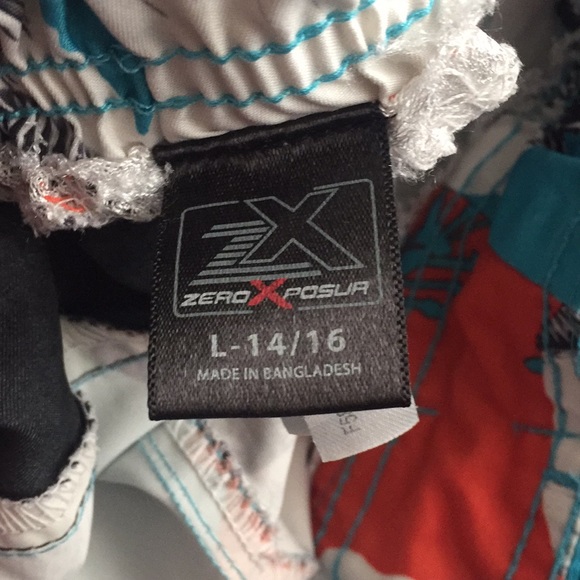 ZX
ZEROXPOSUR
L-14/16
MADE IN BANGLADESH